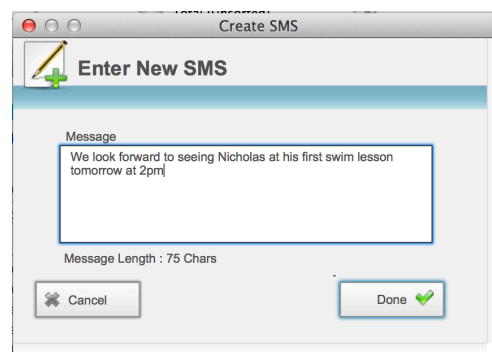 Create SMS
Enter New SMS
Message
We look forward to seeing Nicholas at his first swim lesson
tomorrow at 2pm
Message Length : 75 Chars
Cancel
Done